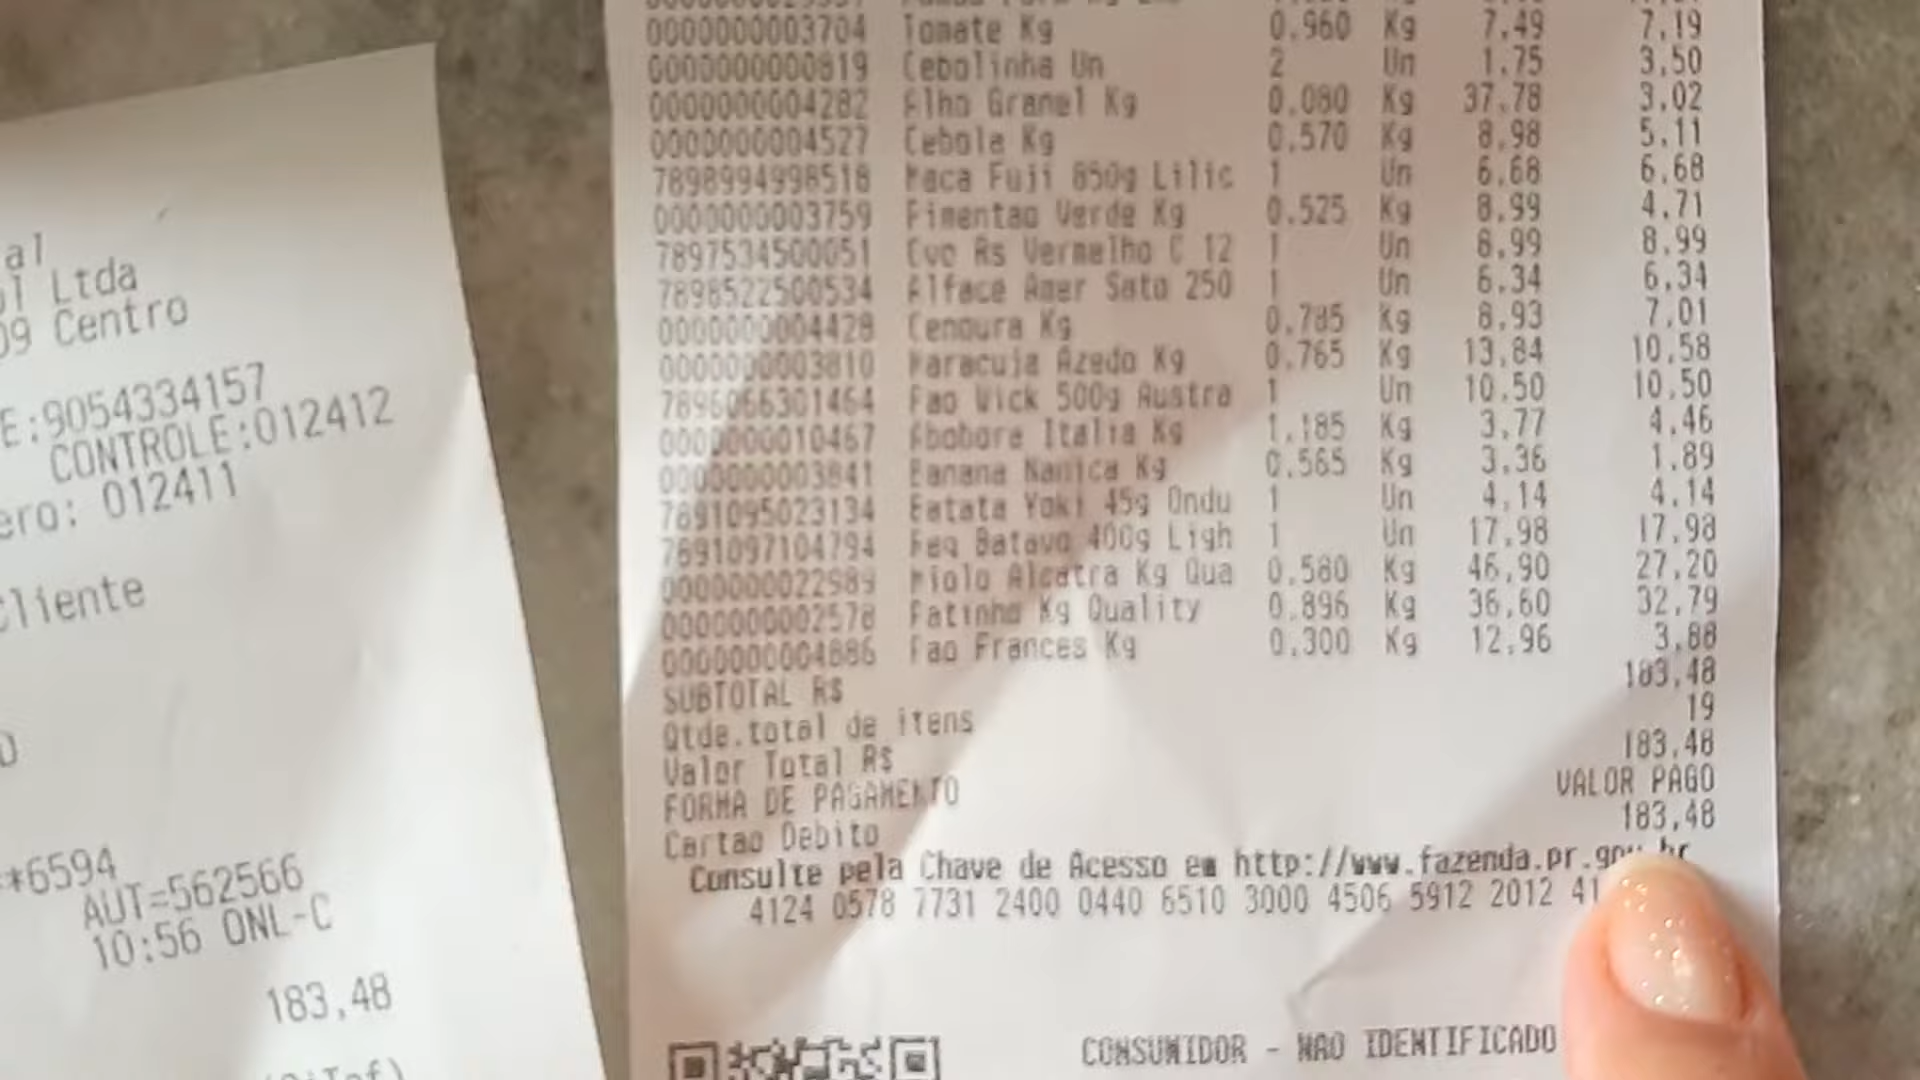 al
ol Ltda
09 Centro
E:9054334157
CONTROLE:012412
ero: 012411
Cliente
*6594
AUT=562566
10:56 ONL-C
183,48
0000000003704 Tomate Kg 0.960 Kg 7,49 7,19
0000000000819 Cebolinha Un 2 Un 1.75 3,50
0000000004282 Alho Granel Kg 0.080 Kg 37,78 3,02
0000000004527 Cebola Kg 0.570 Kg 8,98 5,11
7898994998518 Maca Fuji 850g Lilic 1 Un 6,68 6,68
0000000003759 Pimentao Verde Kg 0.525 Kg 8,99 4,71
7897534500051 Ovo Rs Vermelho C 12 1 Un 8,99 8,99
7898522500534 Alface Amer Sato 250 1 Un 6,34 6,34
0000000004428 Cenoura Kg 0.785 Kg 8,93 7,01
0000000003810 Maracuja Azedo Kg 0.765 Kg 13,84 10,58
7896066301464 Pao Wick 500g Austra 1 Un 10,50 10,50
0000000010467 Abobora Italia Kg 1.185 Kg 3,77 4,46
0000000003841 Banana Nanica Kg 0.565 Kg 3,36 1,89
7891095023134 Batata Yoki 45g Ondu 1 Un 4,14 4,14
7891097104794 Req Batavo 400g Ligh 1 Un 17,98 17,98
0000000022989 Miolo Alcatra Kg Qua 0.580 Kg 46,90 27,20
0000000002578 Patinho Kg Quality 0.896 Kg 36,60 32,79
0000000004886 Pao Frances Kg 0.300 Kg 12,96 3,88
SUBTOTAL R$ 183,48
Qtde.total de itens 19
Valor Total R$ 183,48
FORMA DE PAGAMENTO VALOR PAGO
Cartao Debito 183,48
Consulte pela Chave de Acesso em http://www.fazenda.pr.gov.br
4124 0578 7731 2400 0440 6510 3000 4506 5912 2012 41
CONSUMIDOR - NAO IDENTIFICADO